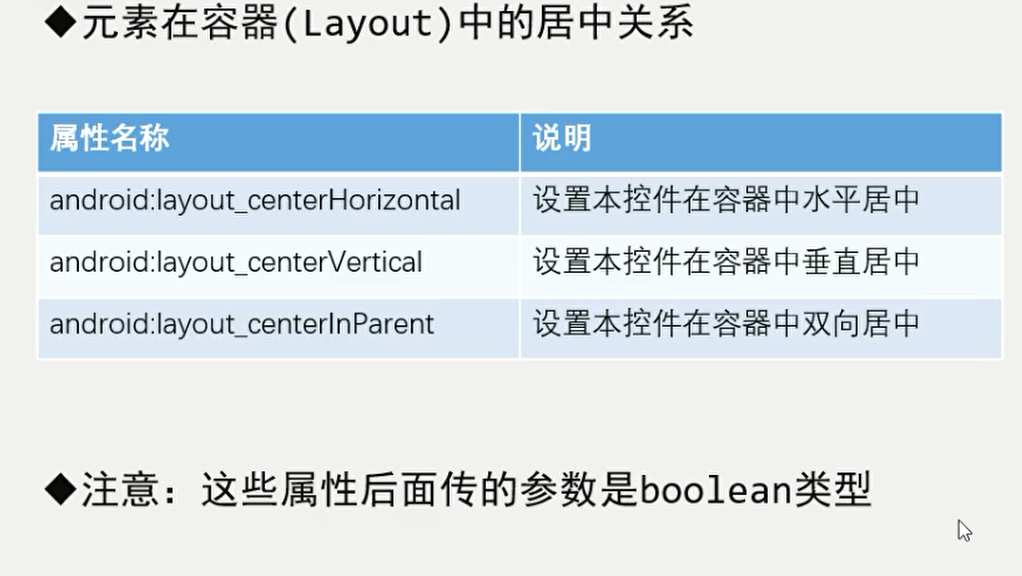 ◆元素在容器(Layout)中的居中关系
属性名称 说明
android:layout_centerHorizontal 设置本控件在容器中水平居中
android:layout_centerVertical 设置本控件在容器中垂直居中
android:layout_centerInParent 设置本控件在容器中双向居中
◆注意：这些属性后面传的参数是boolean类型